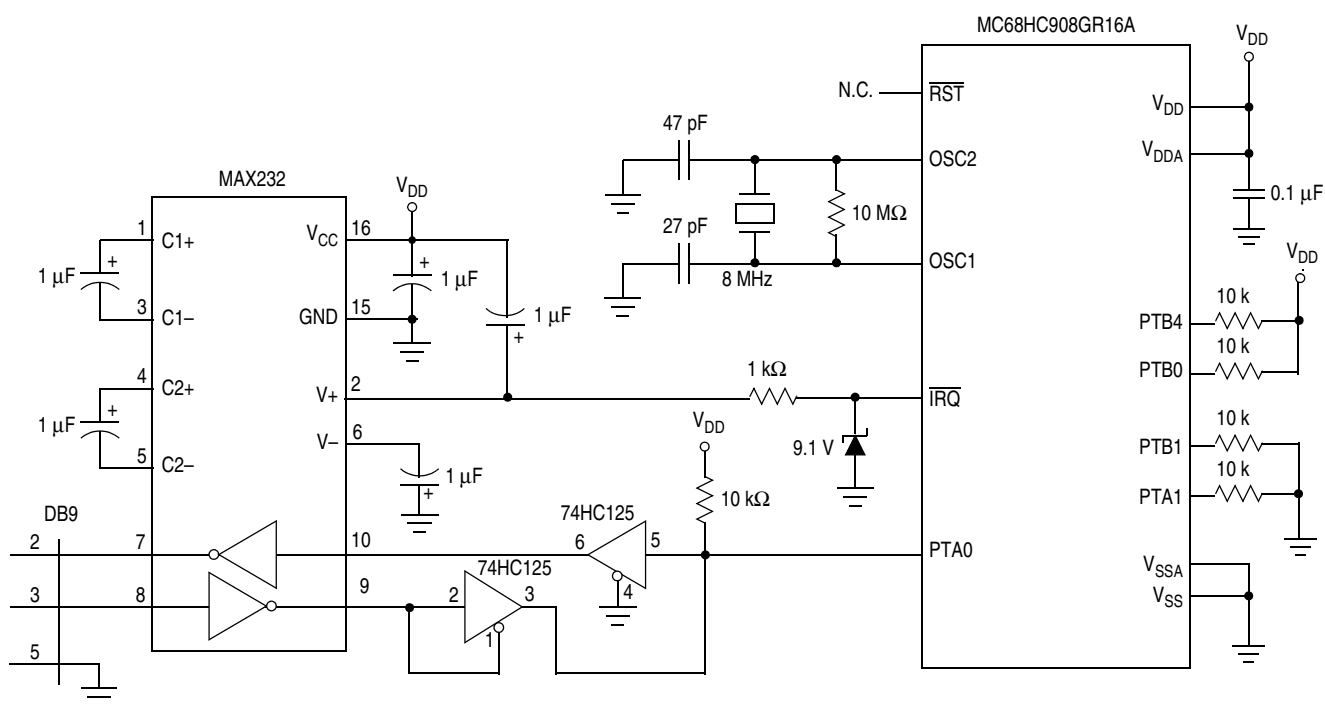 MC68HC908GR16A
VDD
N.C.
RST
VDD
47 pF
OSC2
VDDA
MAX232
VDD
10 MΩ
0.1 µF
1
C1+
VCC
16
27 pF
+
1 µF
+
1 µF
8 MHz
OSC1
VDD
3
C1–
GND
15
1 µF
+
10 k
PTB4
10 k
PTB0
4
C2+
V+
2
1 kΩ
IRQ
+
1 µF
V–
6
VDD
9.1 V
10 k
PTB1
10 k
PTA1
5
C2–
1 µF
+
10 kΩ
DB9
74HC125
2
7
10
6
5
PTA0
4
74HC125
VSSA
3
8
9
2
3
VSS
1
5